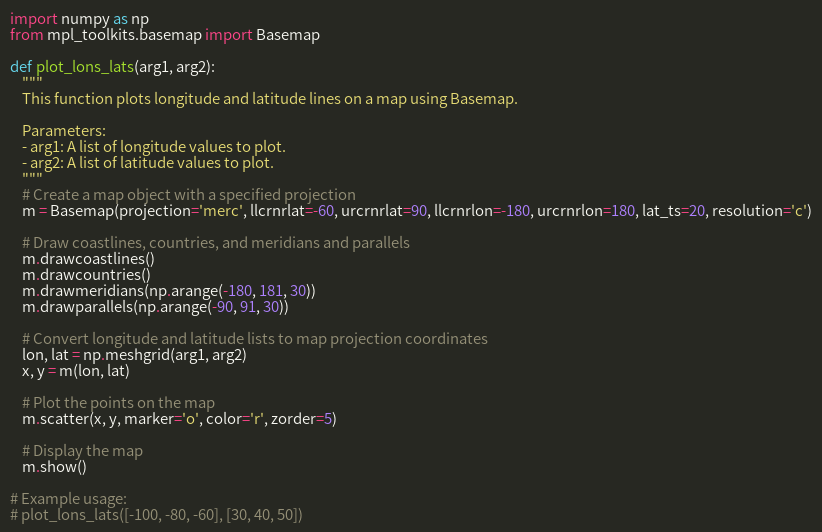 import numpy as np
from mpl_toolkits.basemap import Basemap

def plot_lons_lats(arg1, arg2):
    """
    This function plots longitude and latitude lines on a map using Basemap.

    Parameters:
    - arg1: A list of longitude values to plot.
    - arg2: A list of latitude values to plot.
    """
    # Create a map object with a specified projection
    m = Basemap(projection='merc', llcrnrlat=-60, urcrnrlat=90, llcrnrlon=-180, urcrnrlon=180, lat_ts=20, resolution='c')

    # Draw coastlines, countries, and meridians and parallels
    m.drawcoastlines()
    m.drawcountries()
    m.drawmeridians(np.arange(-180, 181, 30))
    m.drawparallels(np.arange(-90, 91, 30))

    # Convert longitude and latitude lists to map projection coordinates
    lon, lat = np.meshgrid(arg1, arg2)
    x, y = m(lon, lat)

    # Plot the points on the map
    m.scatter(x, y, marker='o', color='r', zorder=5)

    # Display the map
    m.show()

# Example usage:
# plot_lons_lats([-100, -80, -60], [30, 40, 50])